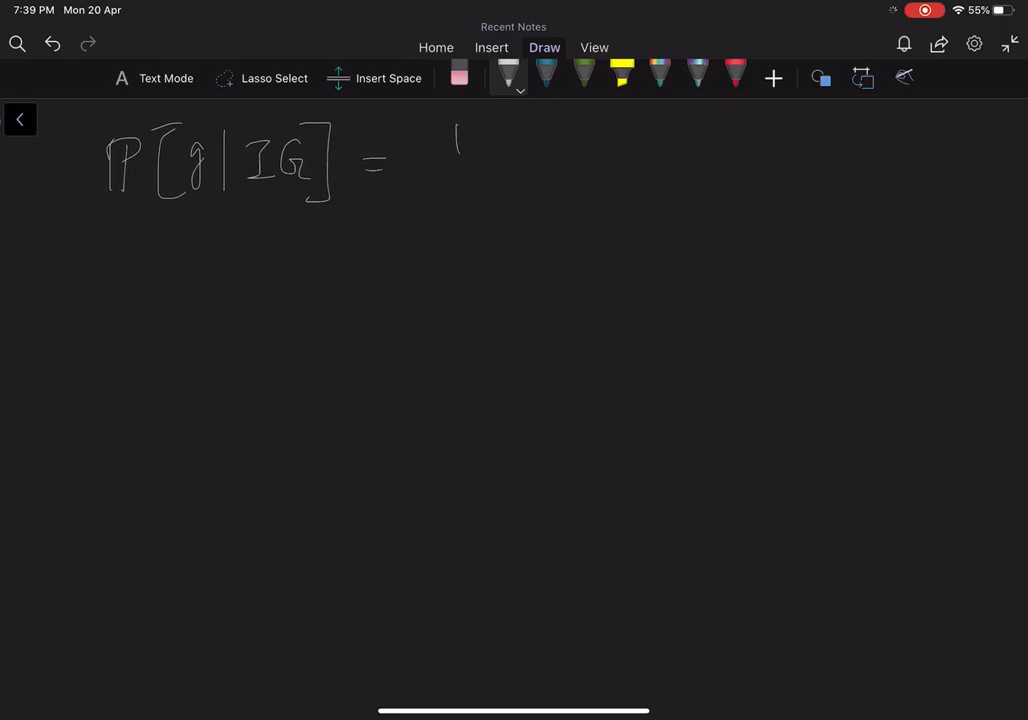 7:39 PM Mon 20 Apr 55%
Recent Notes
Home Insert Draw View
A Text Mode Lasso Select Insert Space
P[g|IG] =